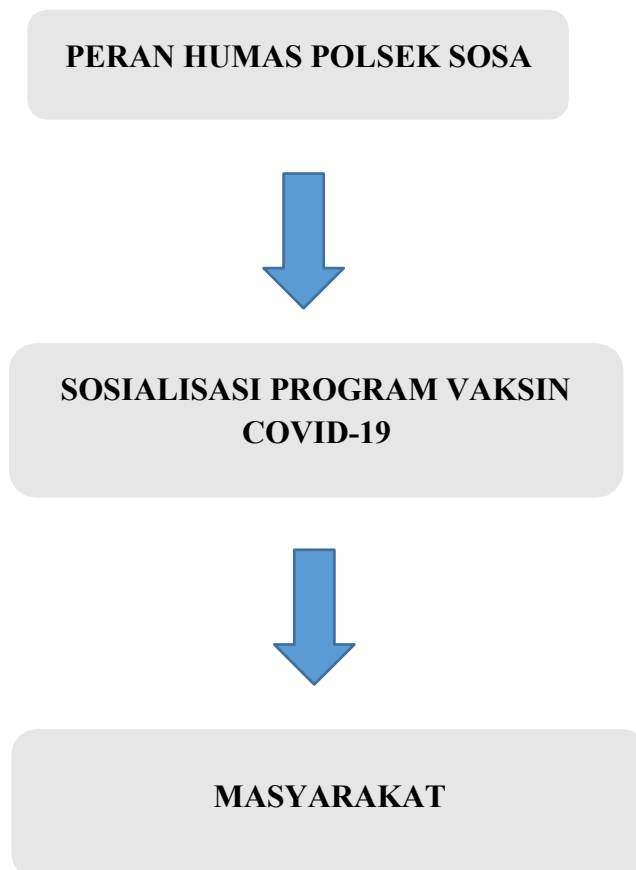 PERAN HUMAS POLSEK SOSA
SOSIALISASI PROGRAM VAKSIN
COVID-19
MASYARAKAT